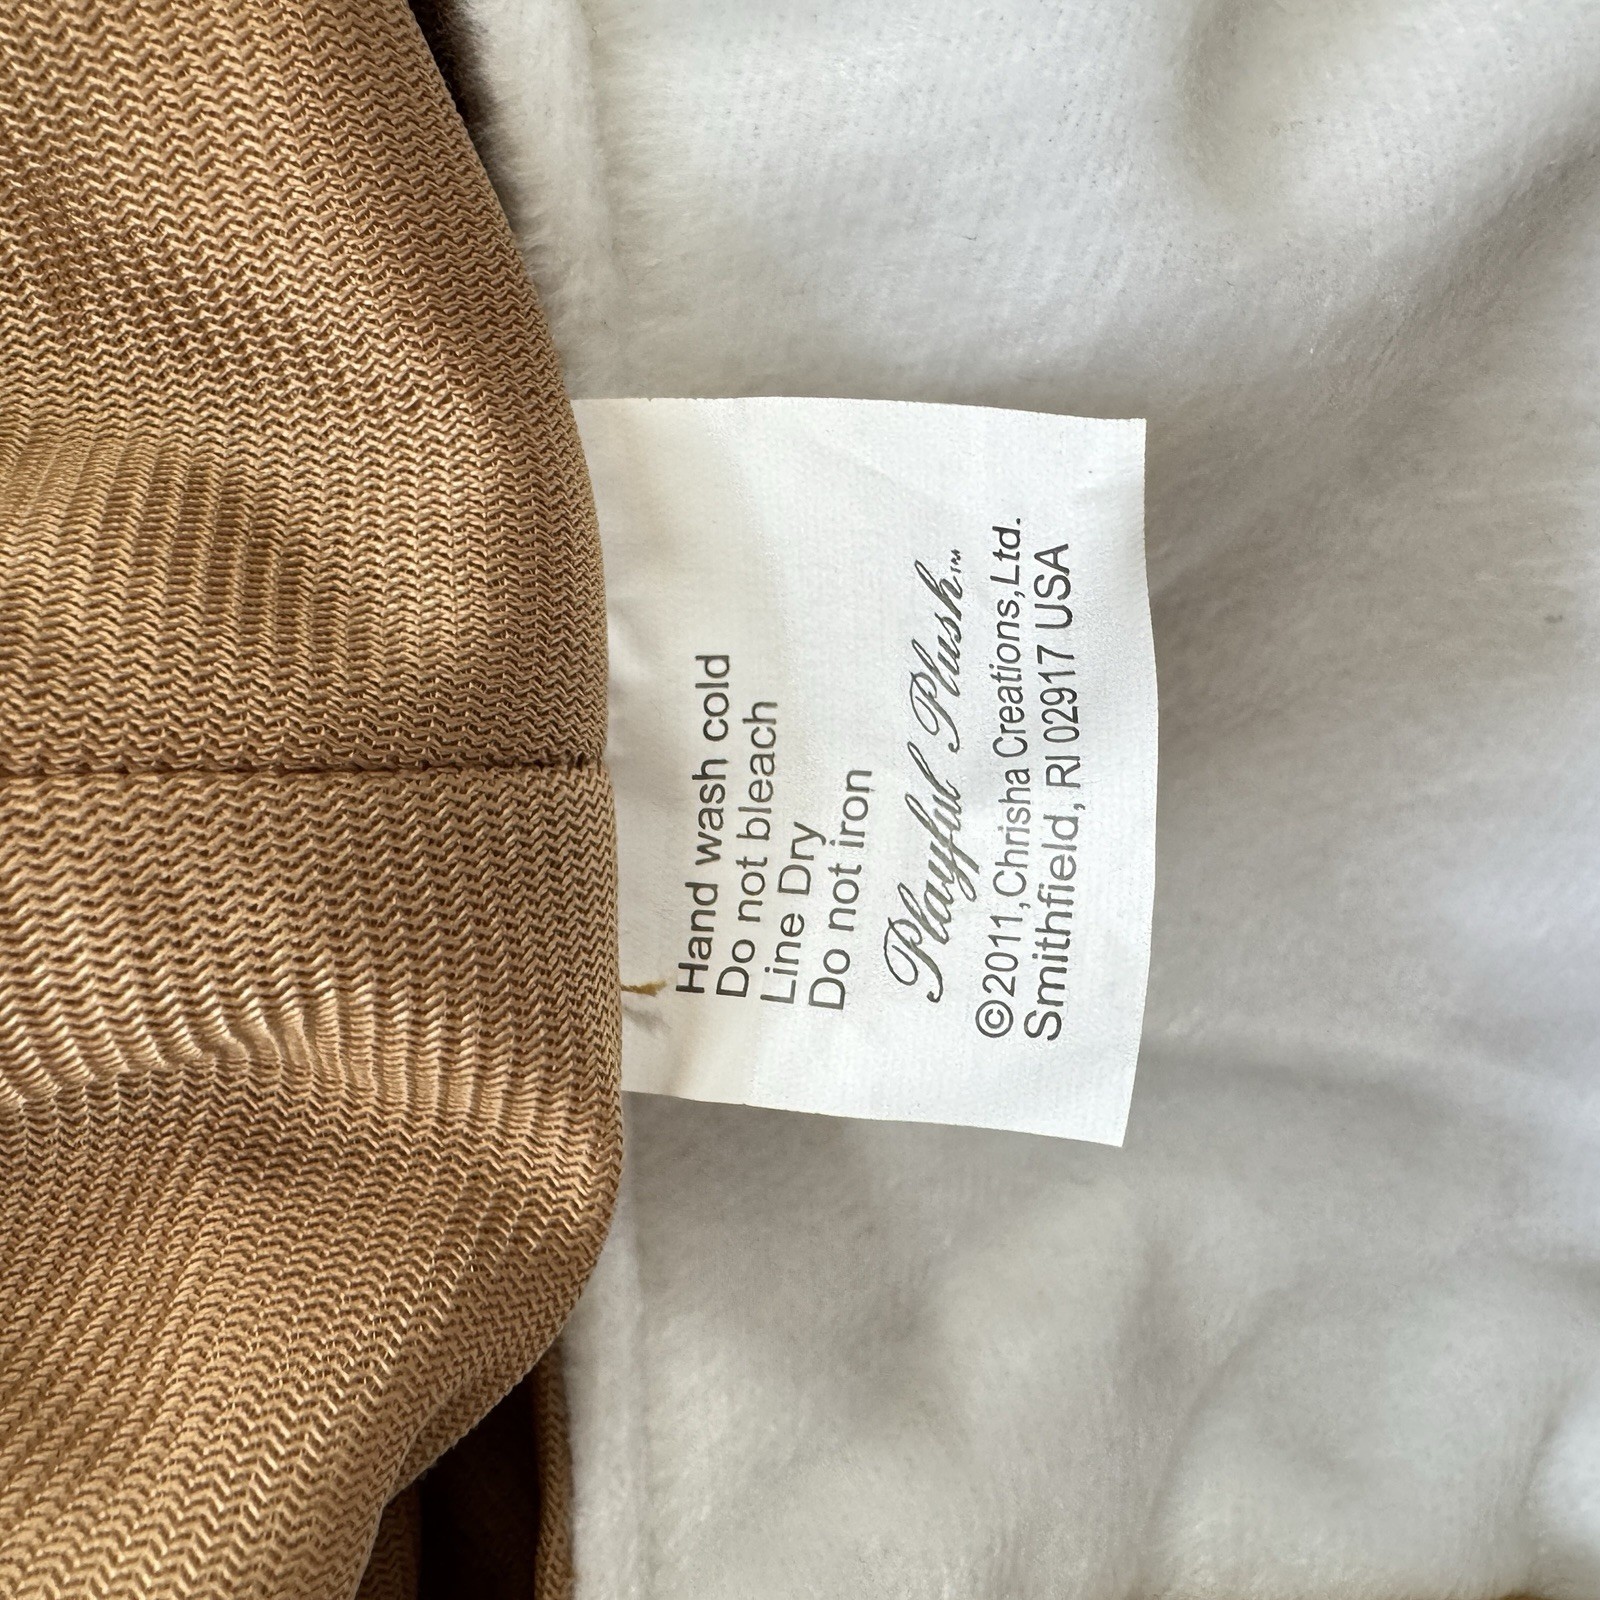 Hand wash cold
Do not bleach
Line Dry
Do not iron
Playful Plush™
©2011,Chrisha Creations,Ltd.
Smithfield, RI 02917 USA